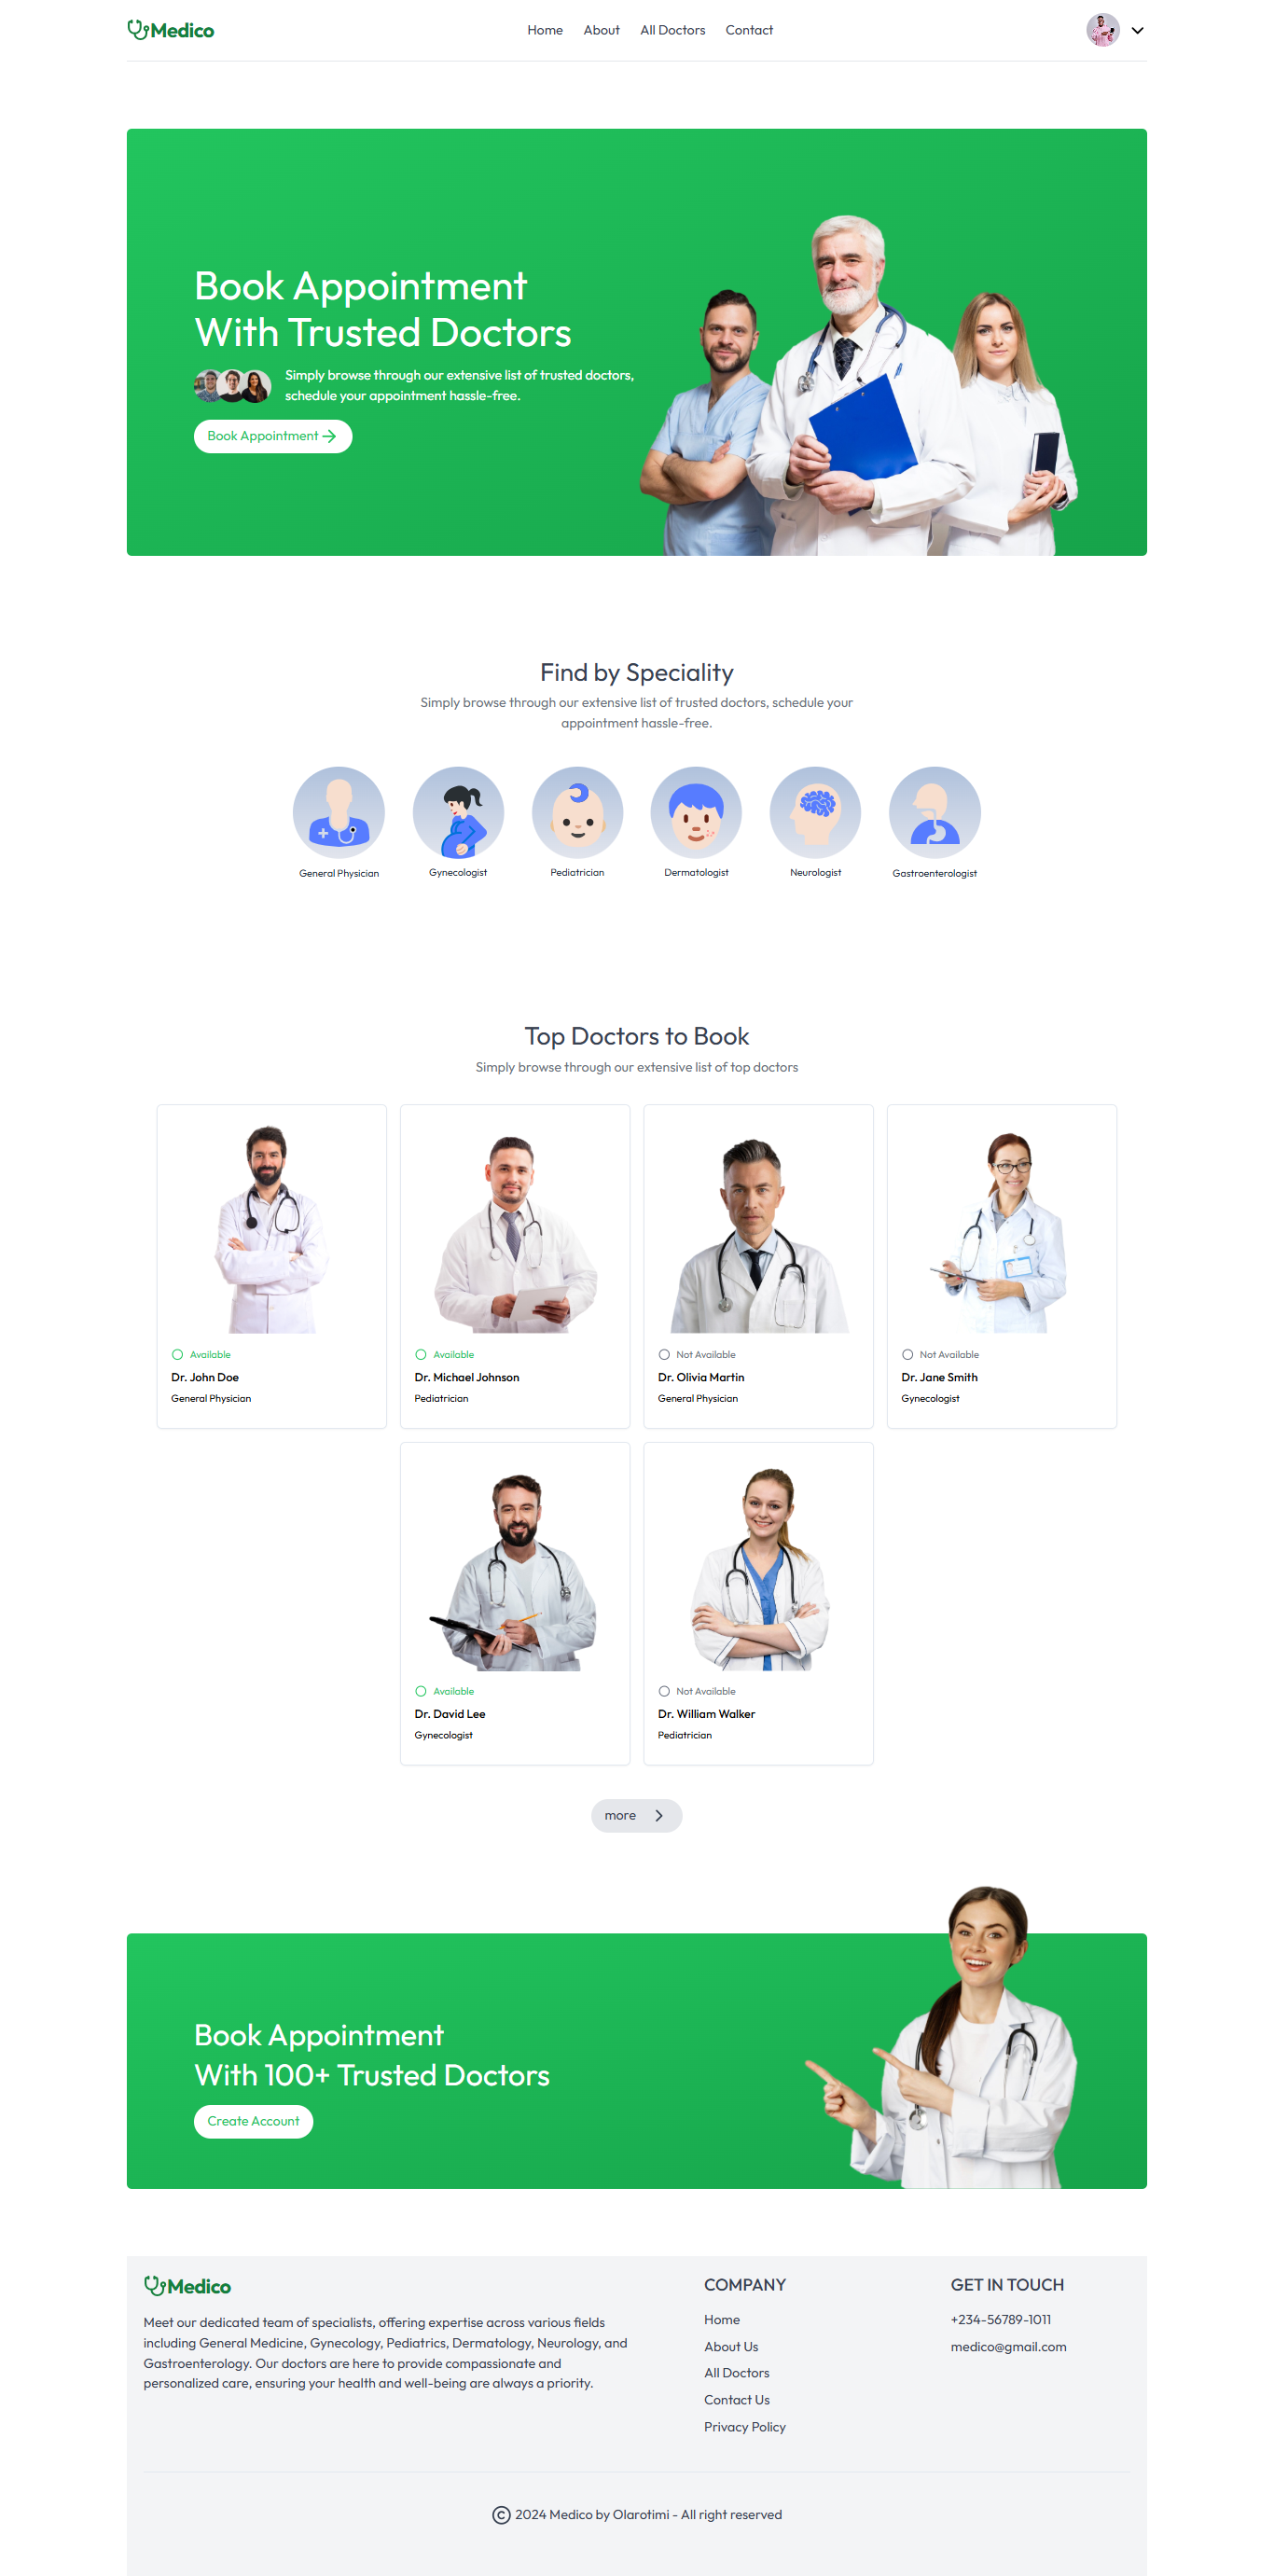 Medico
Home
About
All Doctors
Contact
Book Appointment
With Trusted Doctors
Simply browse through our extensive list of trusted doctors,
schedule your appointment hassle-free.
Book Appointment
Find by Speciality
Simply browse through our extensive list of trusted doctors, schedule your
appointment hassle-free.
General Physician
Gynecologist
Pediatrician
Dermatologist
Neurologist
Gastroenterologist
Top Doctors to Book
Simply browse through our extensive list of top doctors
Available
Dr. John Doe
General Physician
Available
Dr. Michael Johnson
Pediatrician
Not Available
Dr. Olivia Martin
General Physician
Not Available
Dr. Jane Smith
Gynecologist
Available
Dr. David Lee
Gynecologist
Not Available
Dr. William Walker
Pediatrician
more
Book Appointment
With 100+ Trusted Doctors
Create Account
Medico
Meet our dedicated team of specialists, offering expertise across various fields
including General Medicine, Gynecology, Pediatrics, Dermatology, Neurology, and
Gastroenterology. Our doctors are here to provide compassionate and
personalized care, ensuring your health and well-being are always a priority.
COMPANY
Home
About Us
All Doctors
Contact Us
Privacy Policy
GET IN TOUCH
+234-56789-1011
medico@gmail.com
© 2024 Medico by Olarotimi - All right reserved